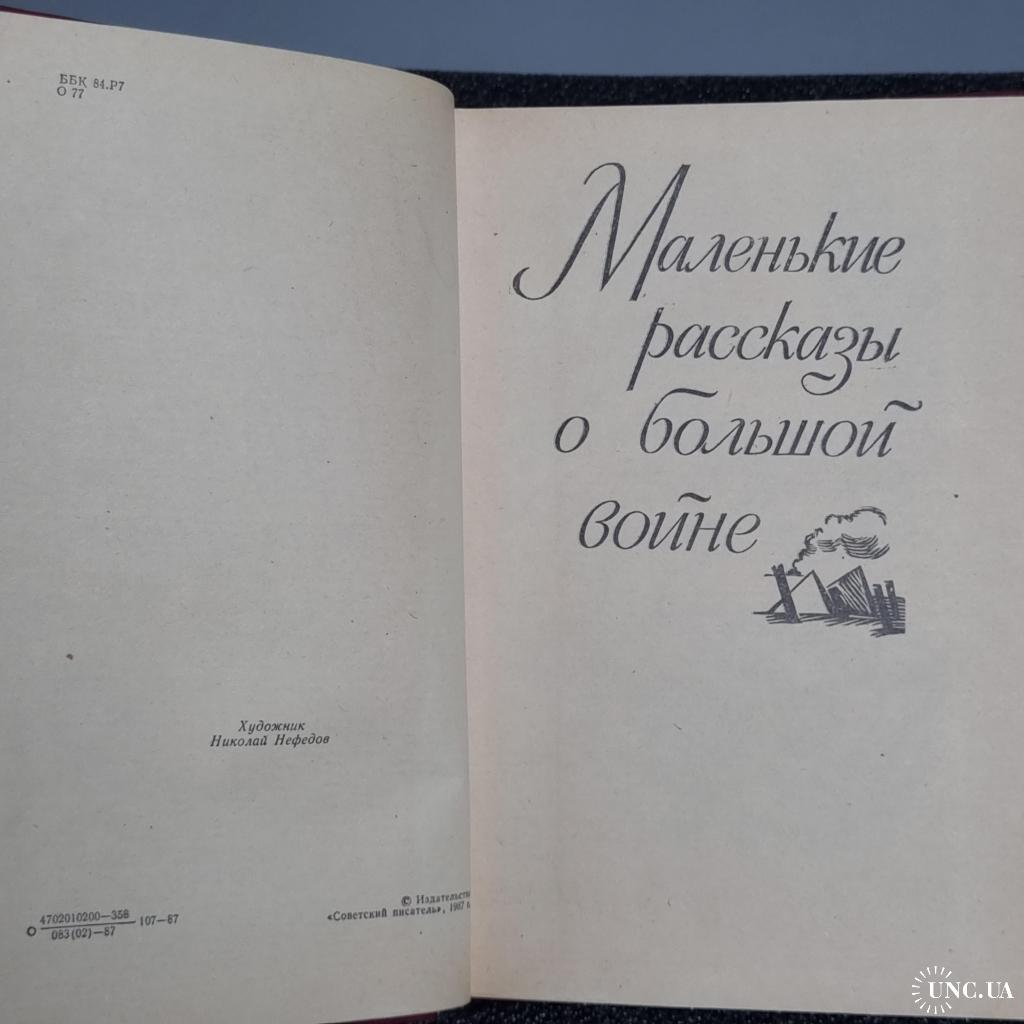 ББК 84.Р7
О 77
Художник
Николай Нефедов
О 4702010200—358 107—87
083(02)—87
© Издательство
«Советский писатель», 1987 г.
Маленькие
рассказы
о большой
войне
UNC.UA